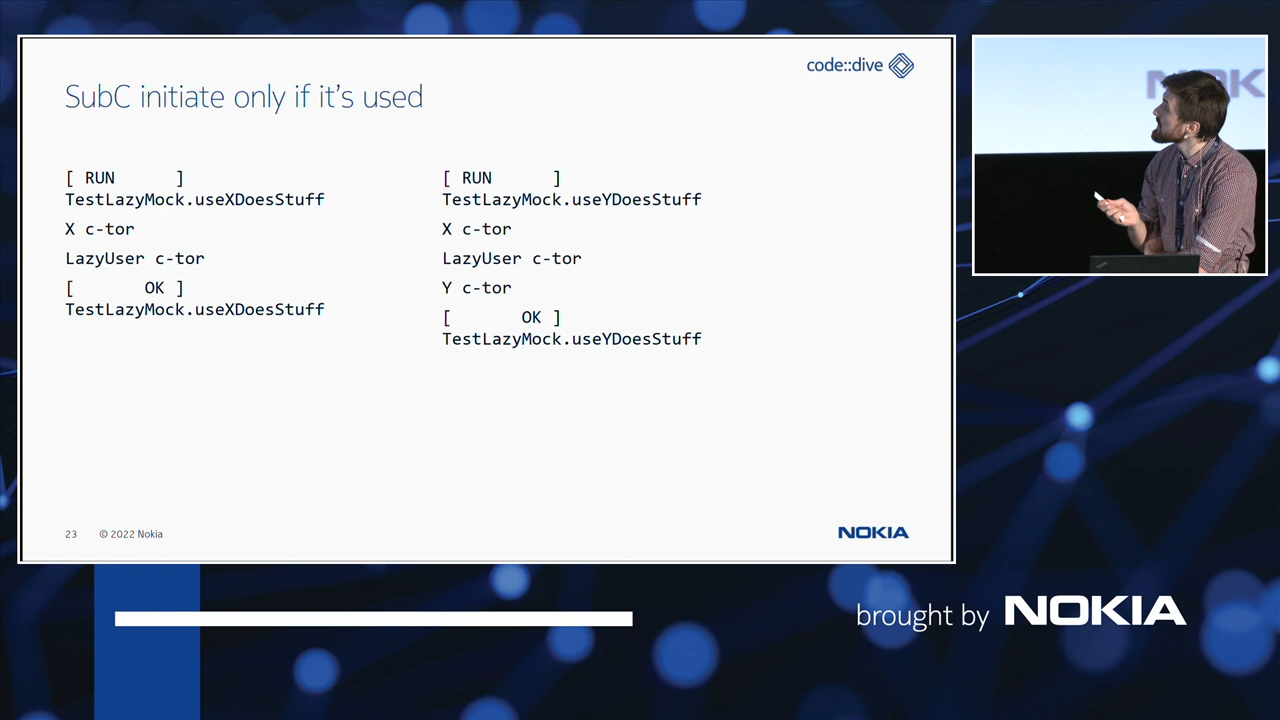 code::dive
SubC initiate only if it's used
[ RUN      ]
TestLazyMock.useXDoesStuff
X c-tor
LazyUser c-tor
[       OK ]
TestLazyMock.useXDoesStuff
[ RUN      ]
TestLazyMock.useYDoesStuff
X c-tor
LazyUser c-tor
Y c-tor
[       OK ]
TestLazyMock.useYDoesStuff
23 © 2022 Nokia
NOKIA
NOK
brought by NOKIA